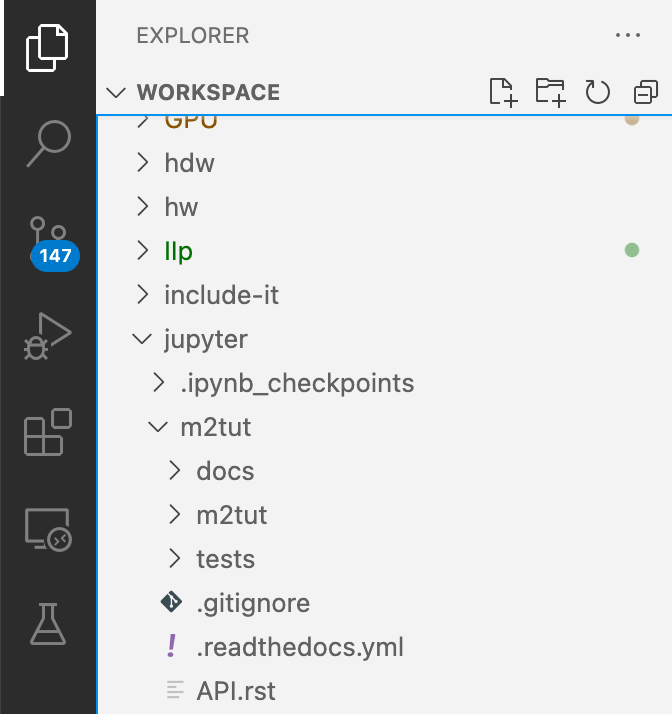 EXPLORER
WORKSPACE
GPU
hdw
hw
147
llp
include-it
jupyter
.ipynb_checkpoints
m2tut
docs
m2tut
tests
.gitignore
! .readthedocs.yml
API.rst